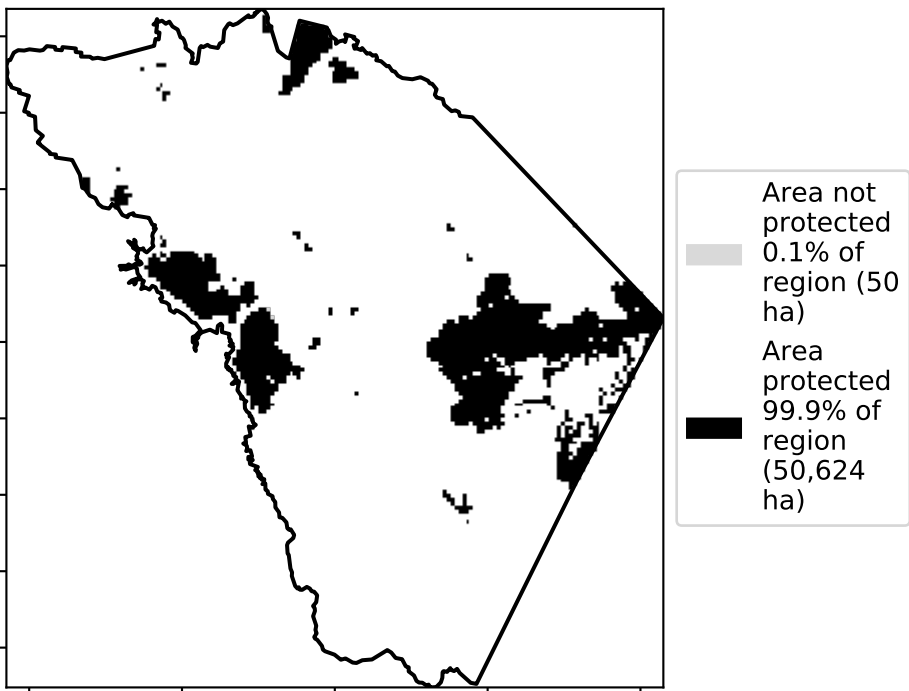 Area not
protected
0.1% of
region (50
ha)
Area
protected
99.9% of
region
(50,624
ha)